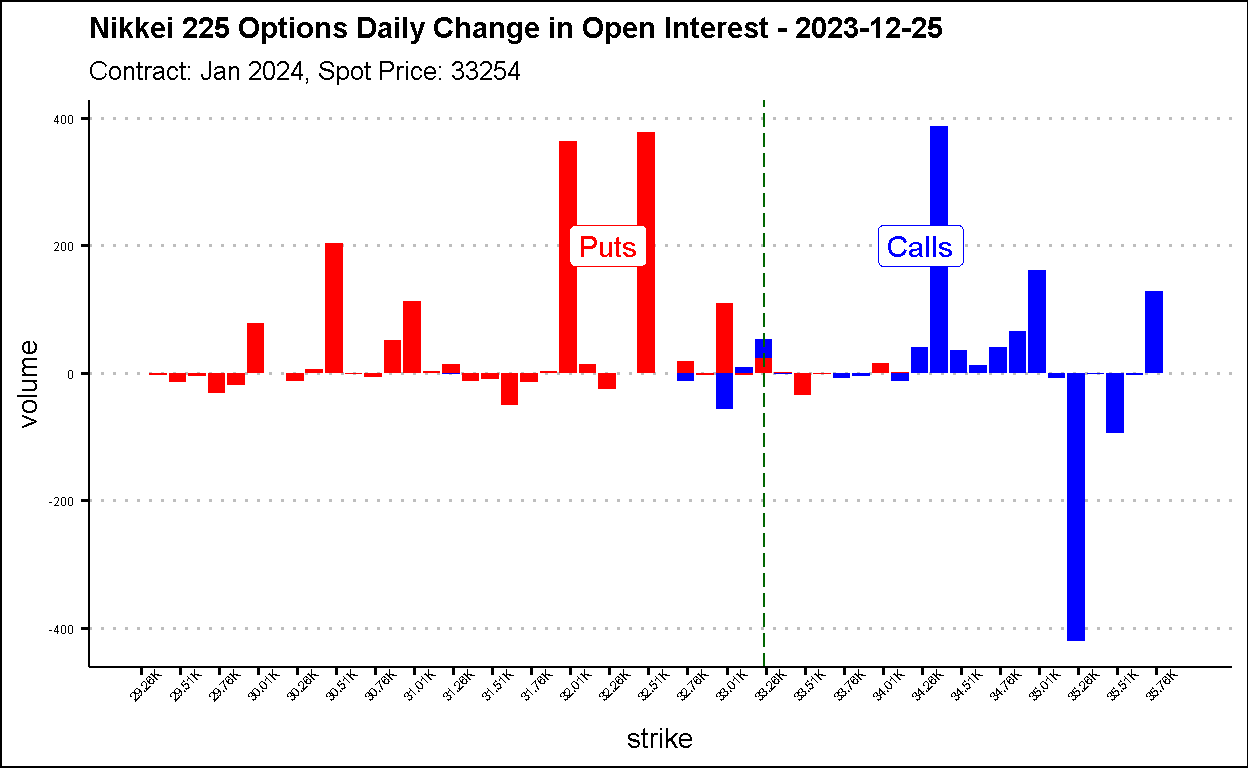 Nikkei 225 Options Daily Change in Open Interest - 2023-12-25
Contract: Jan 2024, Spot Price: 33254
400
200
0
-200
-400
volume
Puts
Calls
29.26K
29.51K
29.76K
30.01K
30.26K
30.51K
30.76K
31.01K
31.26K
31.51K
31.76K
32.01K
32.26K
32.51K
32.76K
33.01K
33.26K
33.51K
33.76K
34.01K
34.26K
34.51K
34.76K
35.01K
35.26K
35.51K
35.76K
strike